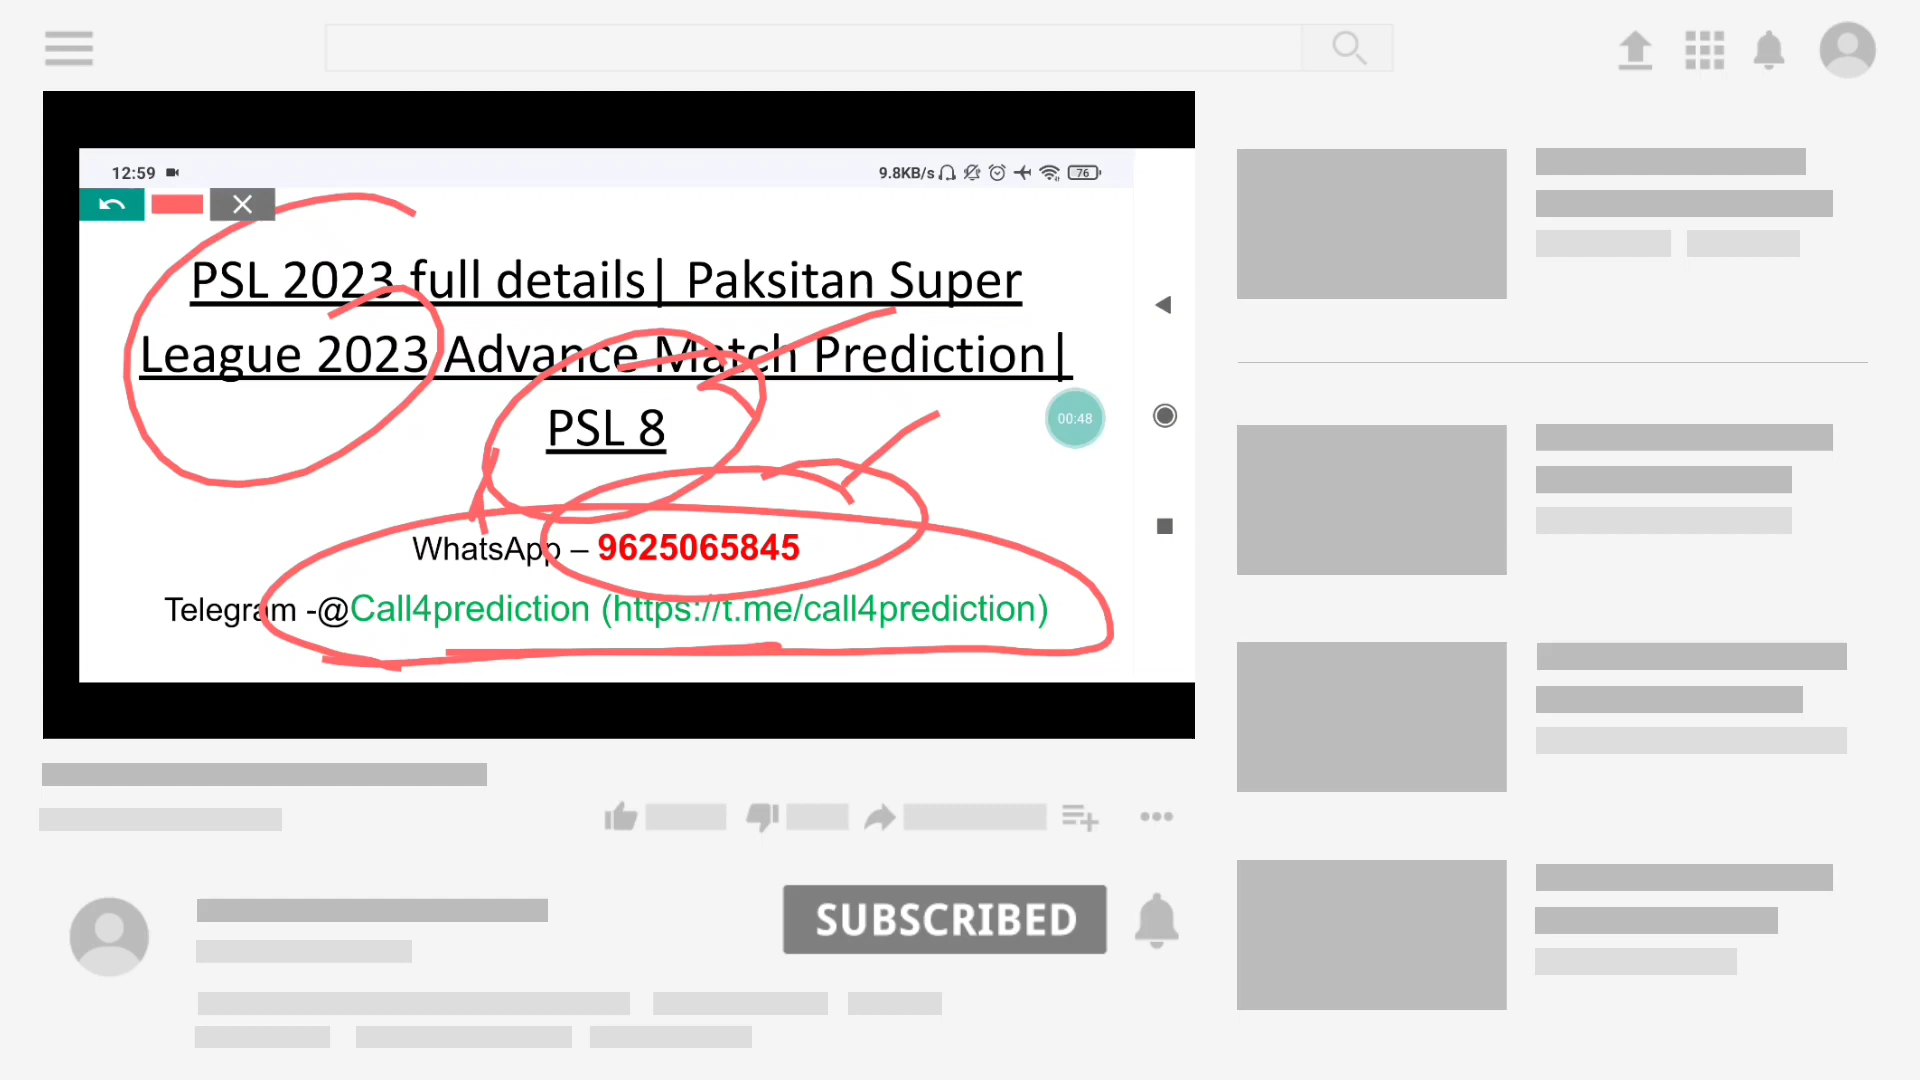 12:59
9.8KB/s
76
PSL 2023 full details| Paksitan Super
League 2023 Advance Match Prediction|
PSL 8
00:48
WhatsApp – 9625065845
Telegram -@Call4prediction (https://t.me/call4prediction)
SUBSCRIBED